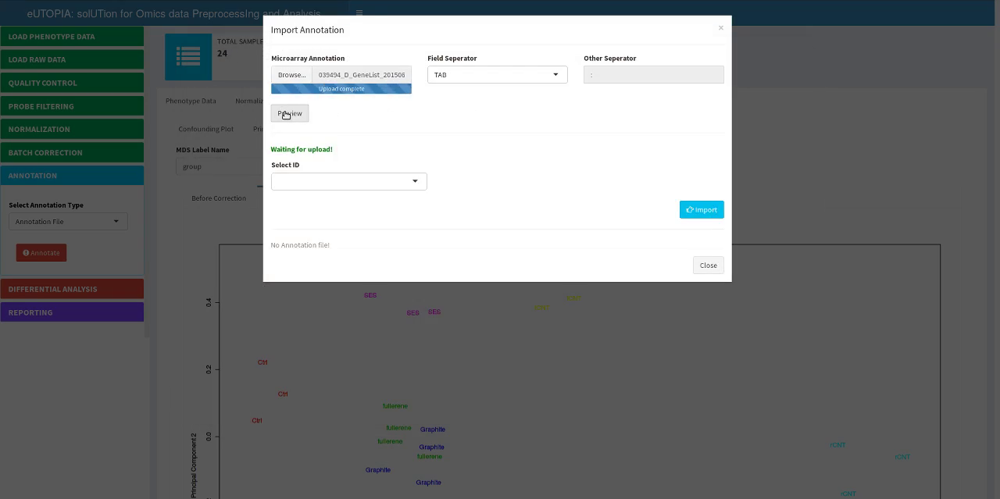 eUTOPIA: solUTion for Omics data PreprocessIng and Analysis
LOAD PHENOTYPE DATA
LOAD RAW DATA
QUALITY CONTROL
PROBE FILTERING
NORMALIZATION
BATCH CORRECTION
ANNOTATION
Select Annotation Type
Annotation File
Annotate
DIFFERENTIAL ANALYSIS
REPORTING
TOTAL SAMPLE
24
Phenotype Data
Confounding Plot
MDS Label Name
group
Before Correction
Import Annotation
×
Microarray Annotation
Field Seperator
Other Seperator
Browse...
039494_D_GeneList_201506
TAB
:
Upload complete
Preview
Waiting for upload!
Select ID
Import
No Annotation file!
Close
0.4
0.2
0.0
Principal Component 2
SES
SES
SES
rCNT
rCNT
Ctrl
Ctrl
Ctrl
fullerene
fullerene
Graphite
fullerene
Graphite
fullerene
Graphite
Graphite
rCNT
rCNT
rCNT